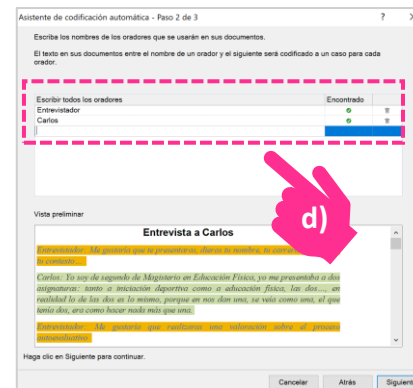 Asistente de codificación automática - Paso 2 de 3
Escriba los nombres de los oradores que se usarán en sus documentos.
El texto en sus documentos entre el nombre de un orador y el siguiente será codificado a un caso para cada
orador.
Escribir todos los oradores Encontrado
Entrevistador
Carlos
d)
Vista preliminar
Entrevista a Carlos
Entrevistador: Me gustaría que te presentaras, dieras tu nombre, tu carrera
tu contexto...
Carlos: Yo soy de segundo de Magisterio en Educación Física, yo me presentaba a dos
asignaturas: tanto a iniciación deportiva como a educación física, las dos..., en
realidad lo de las dos es lo mismo, porque en nos dan una, se veía como una, el que
tenía dos, era como hacer nada más que una.
Entrevistador: Me gustaría que realizaras una valoración sobre el proceso
autoevaluativo.
Haga clic en Siguiente para continuar.
Cancelar Atrás Siguient